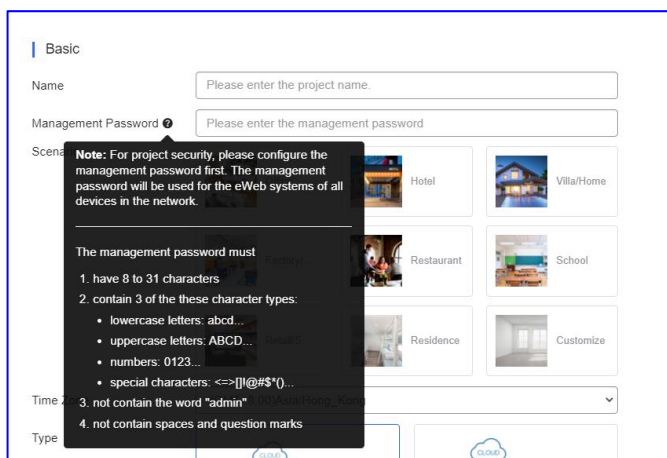 Basic
Name
Please enter the project name.
Management Password ?
Please enter the management password
Scena
Note: For project security, please configure the
management password first. The management
password will be used for the eWeb systems of all
devices in the network.
Hotel
Villa/Home
The management password must
1. have 8 to 31 characters
2. contain 3 of the these character types:
• lowercase letters: abcd...
• uppercase letters: ABCD...
• numbers: 0123...
• special characters: <=>[]!@#$*()...
3. not contain the word "admin"
4. not contain spaces and question marks
Factory/
Restaurant
School
Residence
Customize
Time Z
Asia/Hong_Kong
Type
CLOUD
CLOUD